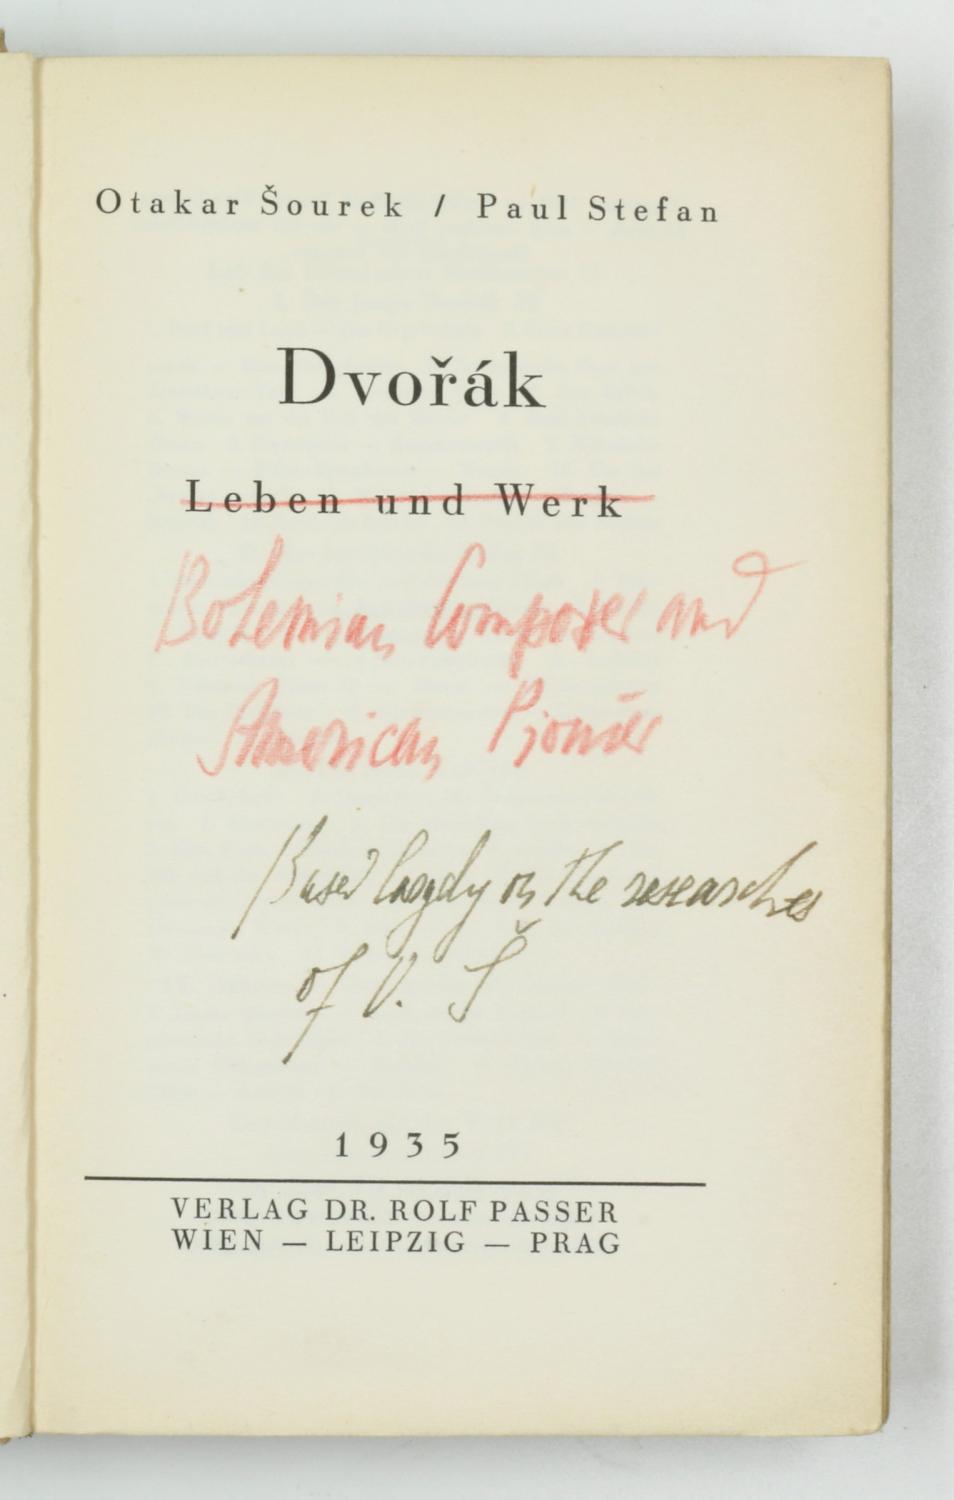 Otakar Šourek / Paul Stefan
Dvořák
Leben und Werk
Bohemian Composer and
American Pionier
Based largely on the researches
of O. Š
1935
VERLAG DR. ROLF PASSER
WIEN — LEIPZIG — PRAG